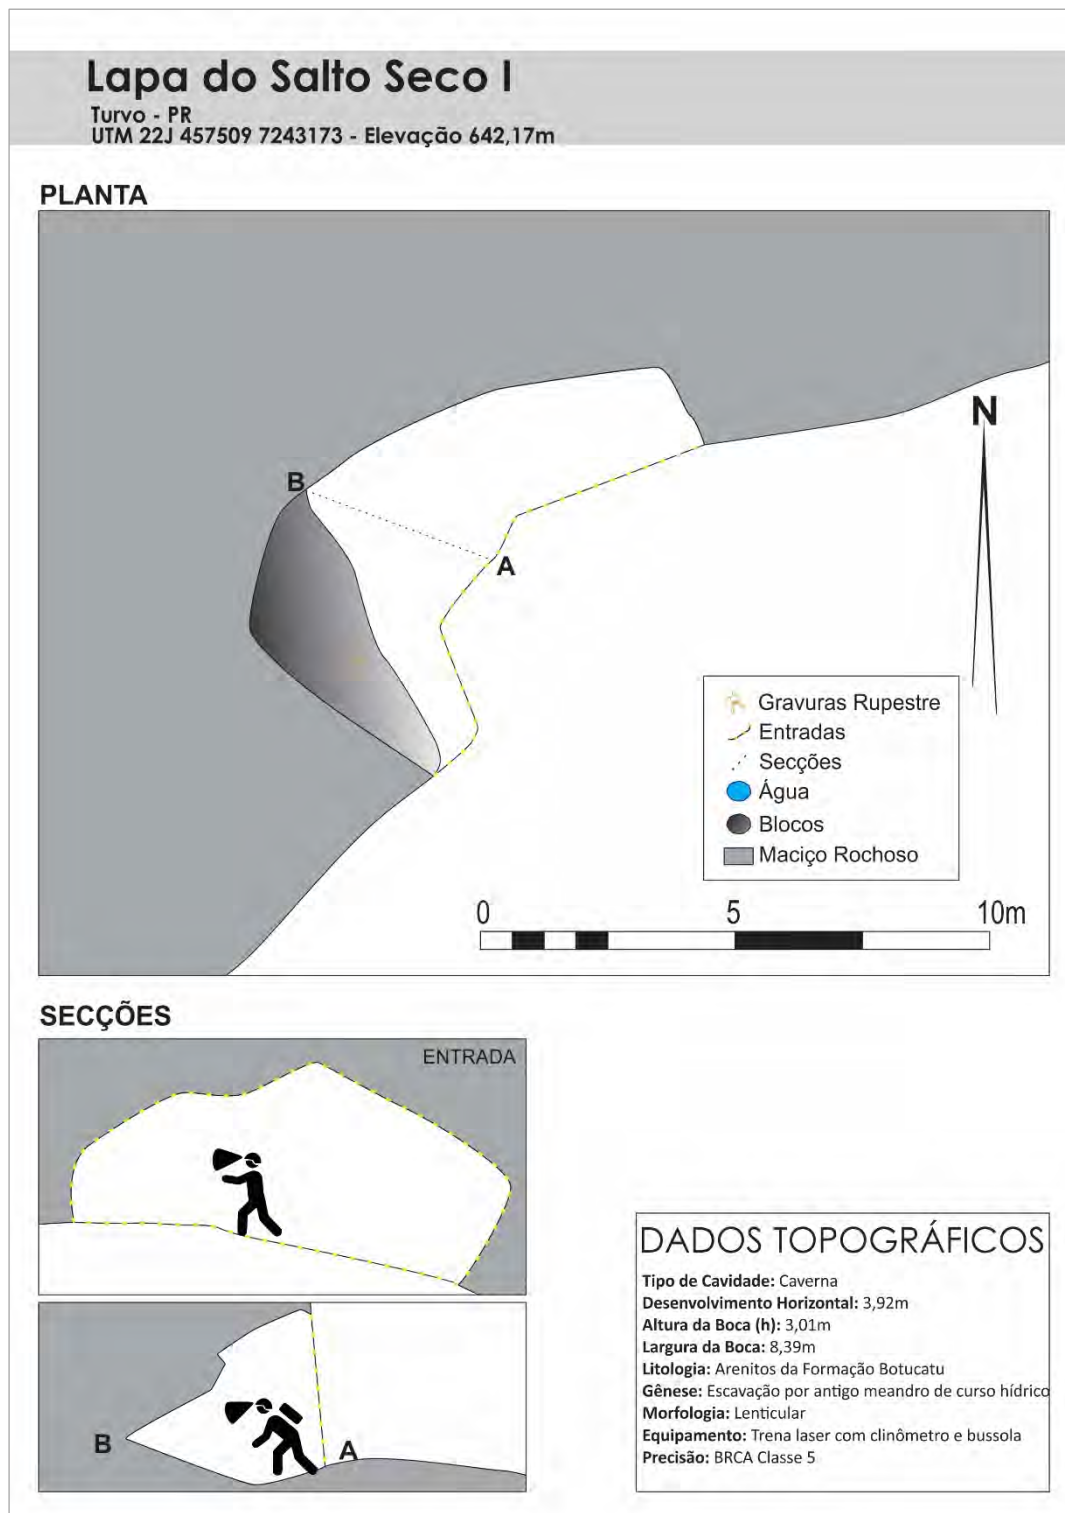 Lapa do Salto Seco I
Turvo - PR
UTM 22J 457509 7243173 - Elevação 642,17m
PLANTA
N
B
A
Gravuras Rupestre
Entradas
Secções
Água
Blocos
Maciço Rochoso
0 5 10m
SECÇÕES
ENTRADA
B
A
DADOS TOPOGRÁFICOS
Tipo de Cavidade: Caverna
Desenvolvimento Horizontal: 3,92m
Altura da Boca (h): 3,01m
Largura da Boca: 8,39m
Litologia: Arenitos da Formação Botucatu
Gênese: Escavação por antigo meandro de curso hídrico
Morfologia: Lenticular
Equipamento: Trena laser com clinômetro e bussola
Precisão: BRCA Classe 5